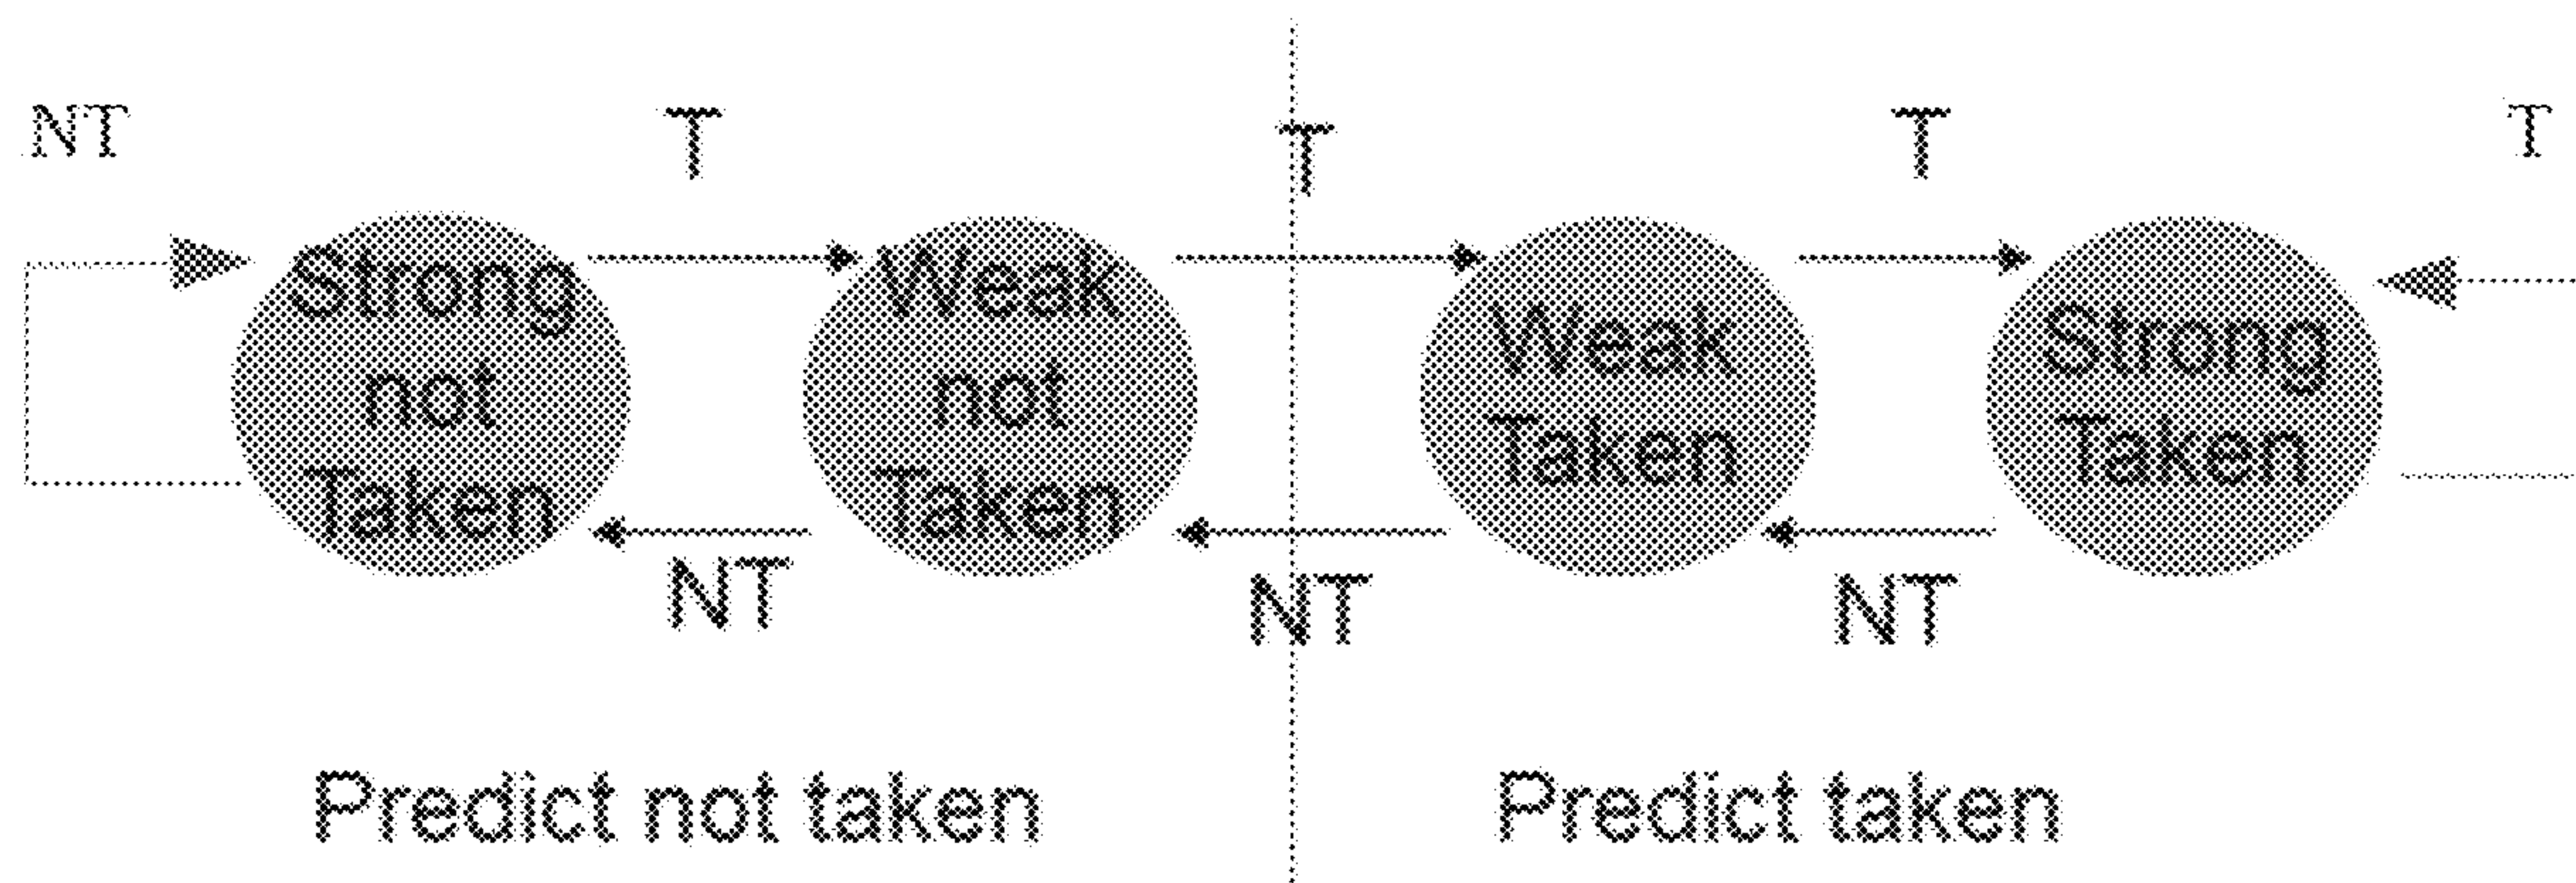 NT
T
T
T
T
Strong
not
Taken
Weak
not
Taken
Weak
Taken
Strong
Taken
NT
NT
NT
Predict not taken
Predict taken